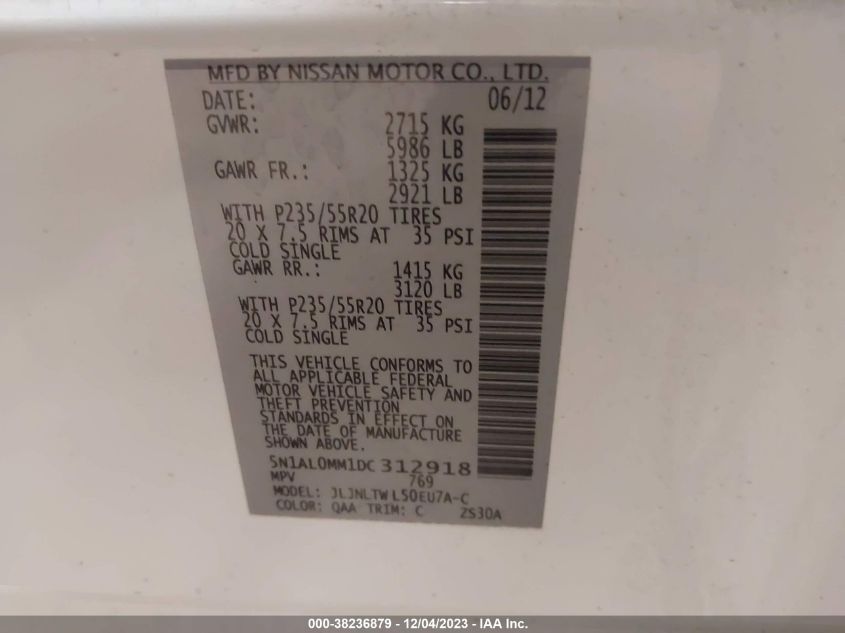 MFD BY NISSAN MOTOR CO., LTD.
DATE: 06/12
GVWR: 2715 KG
5986 LB
GAWR FR.: 1325 KG
2921 LB
WITH P235/55R20 TIRES
20 X 7.5 RIMS AT 35 PSI
COLD SINGLE
GAWR RR.: 1415 KG
3120 LB
WITH P235/55R20 TIRES
20 X 7.5 RIMS AT 35 PSI
COLD SINGLE
THIS VEHICLE CONFORMS TO
ALL APPLICABLE FEDERAL
MOTOR VEHICLE SAFETY AND
THEFT PREVENTION
STANDARDS IN EFFECT ON
THE DATE OF MANUFACTURE
SHOWN ABOVE.
5N1AL0MM1DC 312918
MPV 769
MODEL: JLJNLTW L50EU7A-C
COLOR: QAA TRIM: C ZS30A
000-38236879 - 12/04/2023 - IAA Inc.